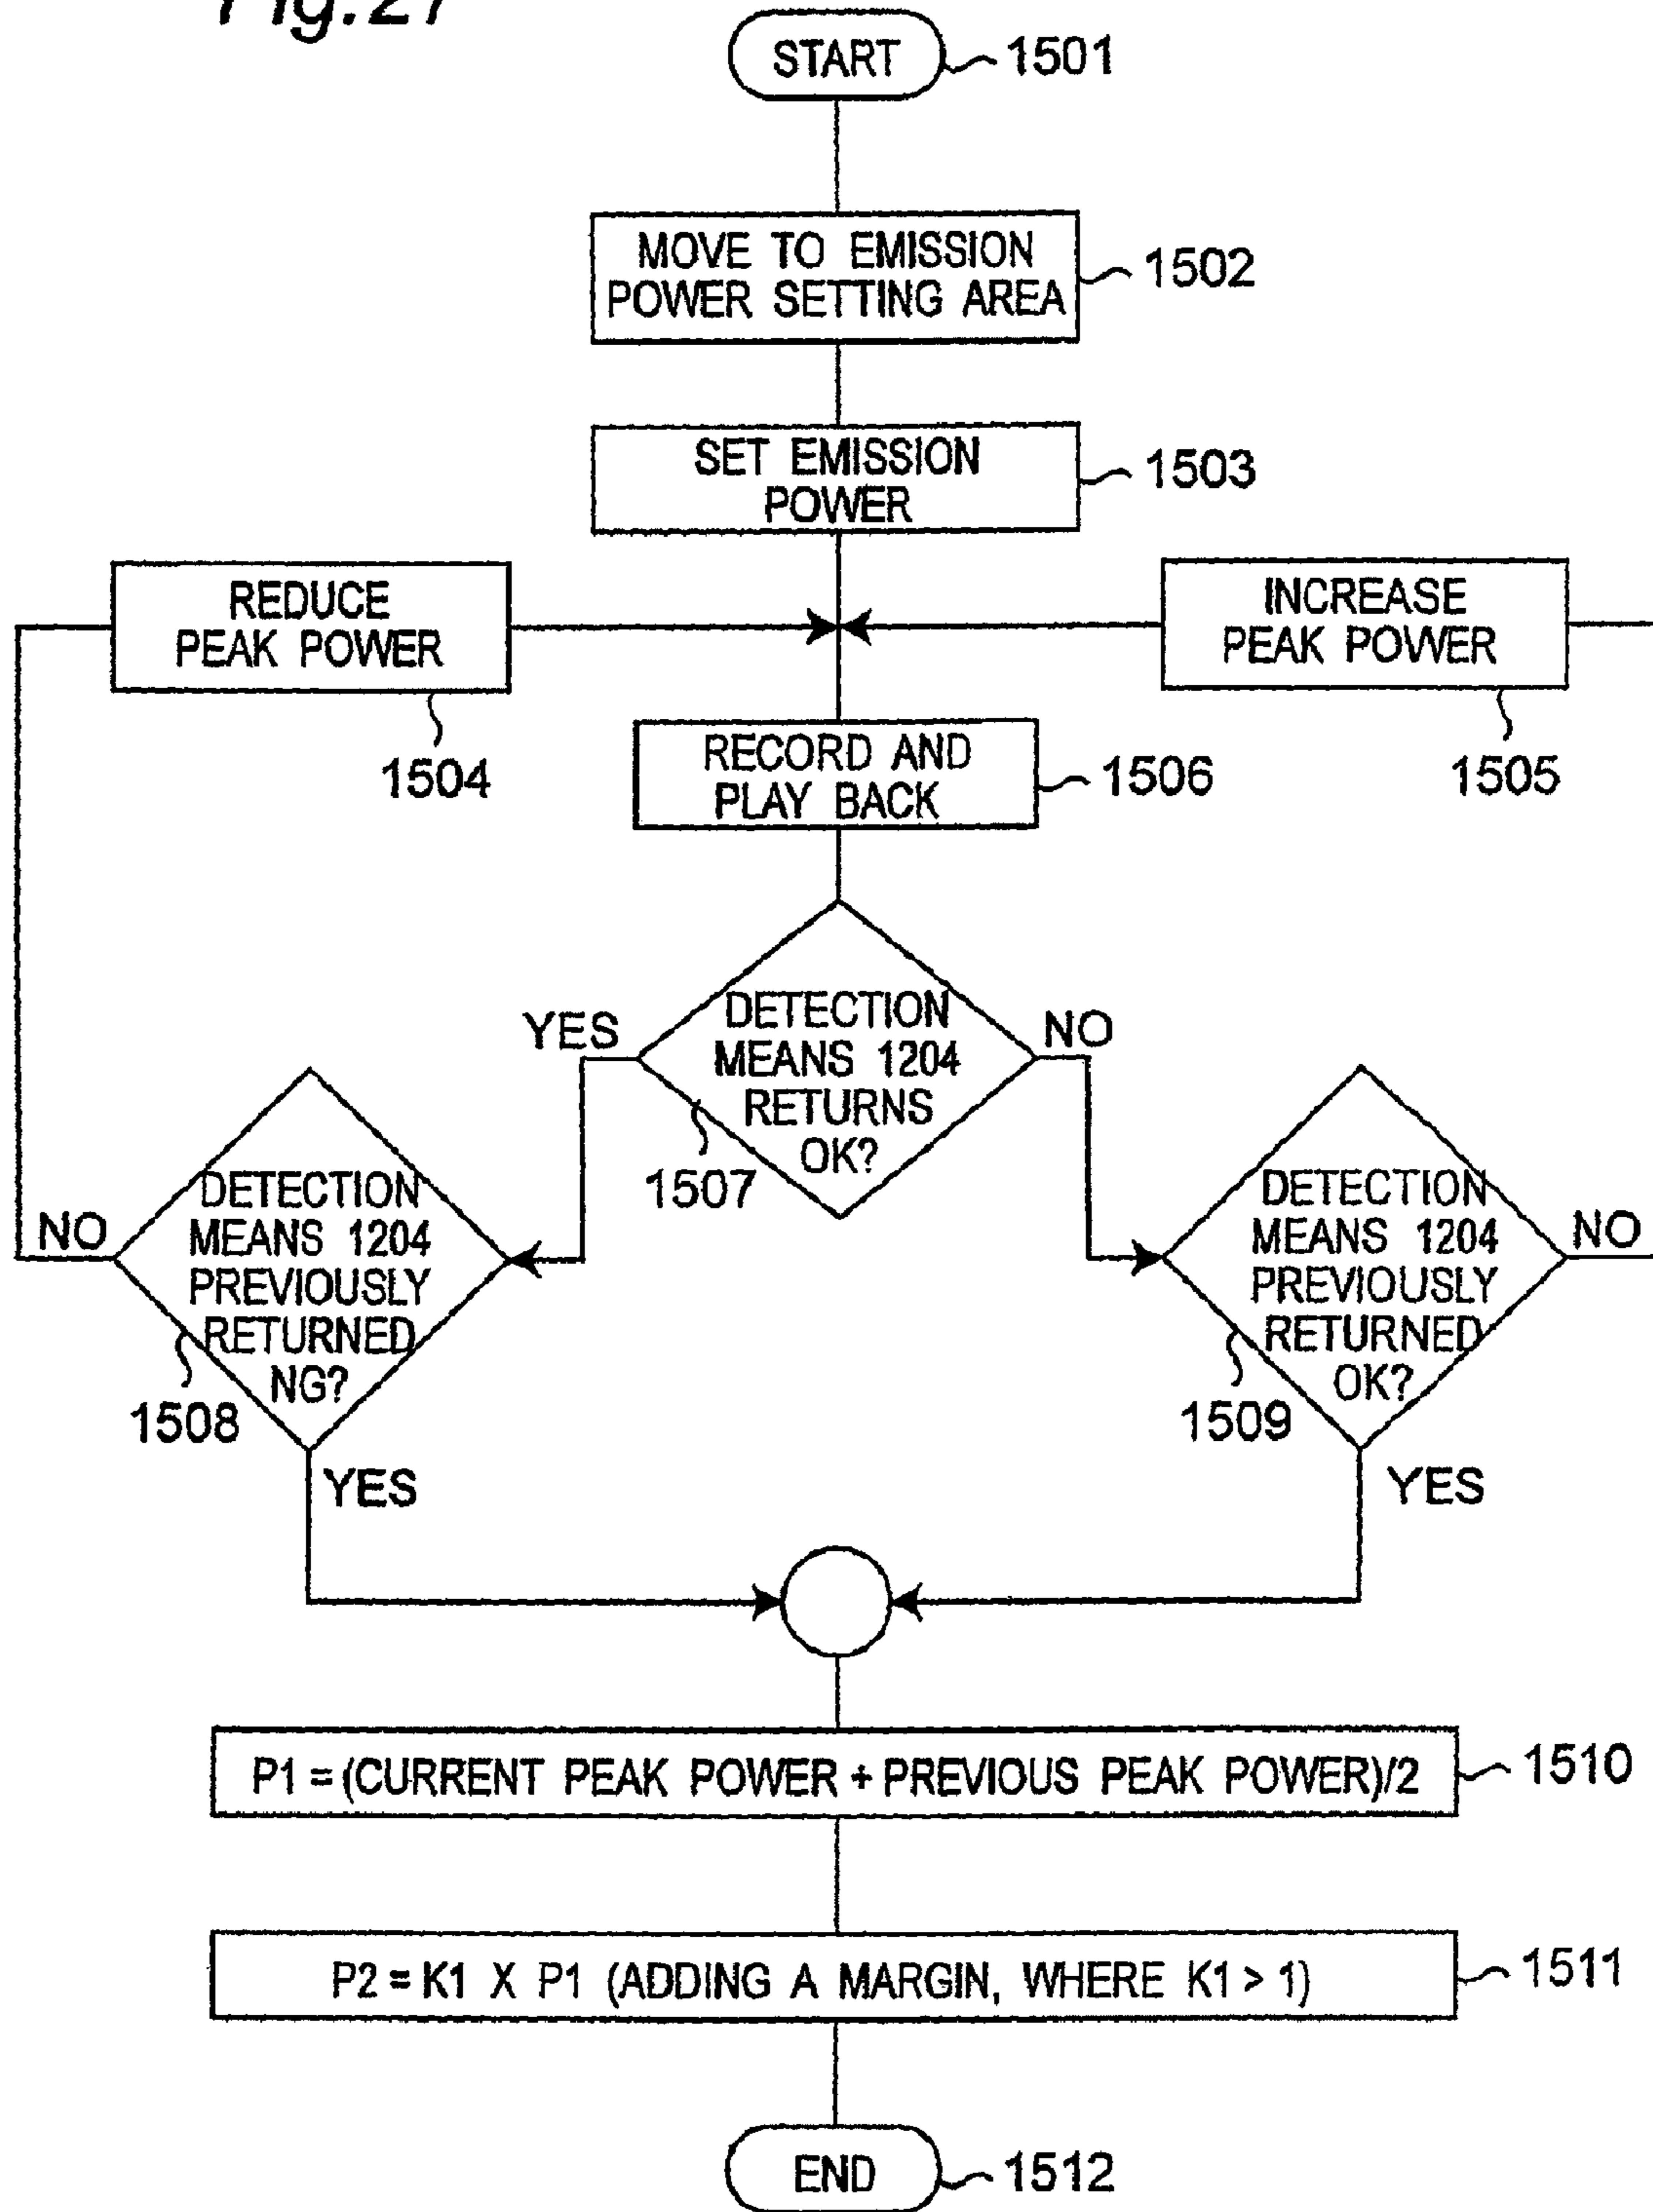 Fig.27
START
1501
MOVE TO EMISSION
POWER SETTING AREA
1502
SET EMISSION
POWER
1503
REDUCE
PEAK POWER
1504
INCREASE
PEAK POWER
1505
RECORD AND
PLAY BACK
1506
YES
DETECTION
MEANS 1204
RETURNS
OK?
NO
1507
NO
DETECTION
MEANS 1204
PREVIOUSLY
RETURNED
NG?
1508
YES
DETECTION
MEANS 1204
PREVIOUSLY
RETURNED
OK?
NO
1509
YES
P1 = (CURRENT PEAK POWER + PREVIOUS PEAK POWER)/2
1510
P2 = K1 X P1 (ADDING A MARGIN, WHERE K1 > 1)
1511
END
1512